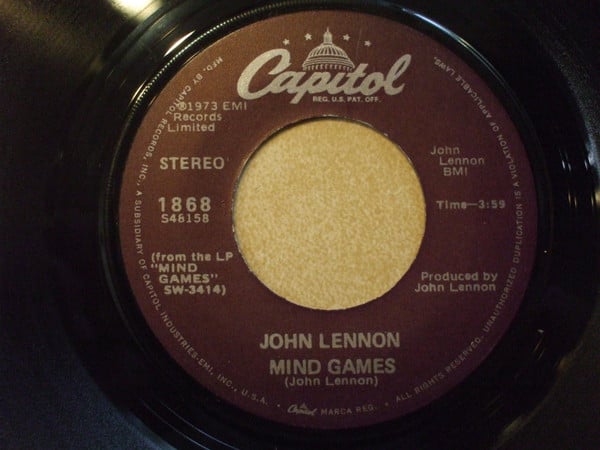 Capitol
REG. U.S. PAT. OFF.
℗1973 EMI
Records
Limited
STEREO
1868
S46158
(from the LP
"MIND
GAMES"
SW-3414)
John
Lennon
BMI
Time—3:59
Produced by
John Lennon
JOHN LENNON
MIND GAMES
(John Lennon)
MFD. BY CAPITOL RECORDS, INC., A SUBSIDIARY OF CAPITOL INDUSTRIES-EMI, INC., U.S.A. • Capitol MARCA REG. • ALL RIGHTS RESERVED. UNAUTHORIZED DUPLICATION IS A VIOLATION OF APPLICABLE LAWS.